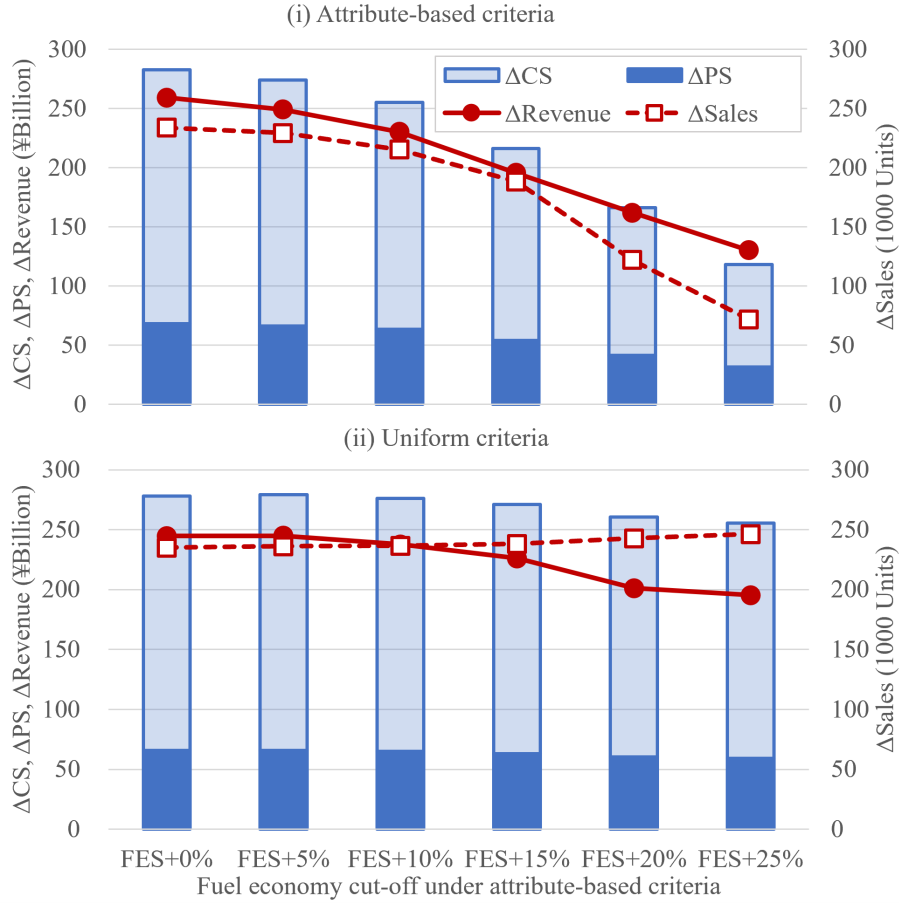 (i) Attribute-based criteria
ΔCS, ΔPS, ΔRevenue (¥Billion)
300
250
200
150
100
50
0
ΔCS
ΔPS
ΔRevenue
ΔSales
300
250
200
150
100
50
0
ΔSales (1000 Units)
(ii) Uniform criteria
ΔCS, ΔPS, ΔRevenue (¥Billion)
300
250
200
150
100
50
0
300
250
200
150
100
50
0
ΔSales (1000 Units)
FES+0% FES+5% FES+10% FES+15% FES+20% FES+25%
Fuel economy cut-off under attribute-based criteria